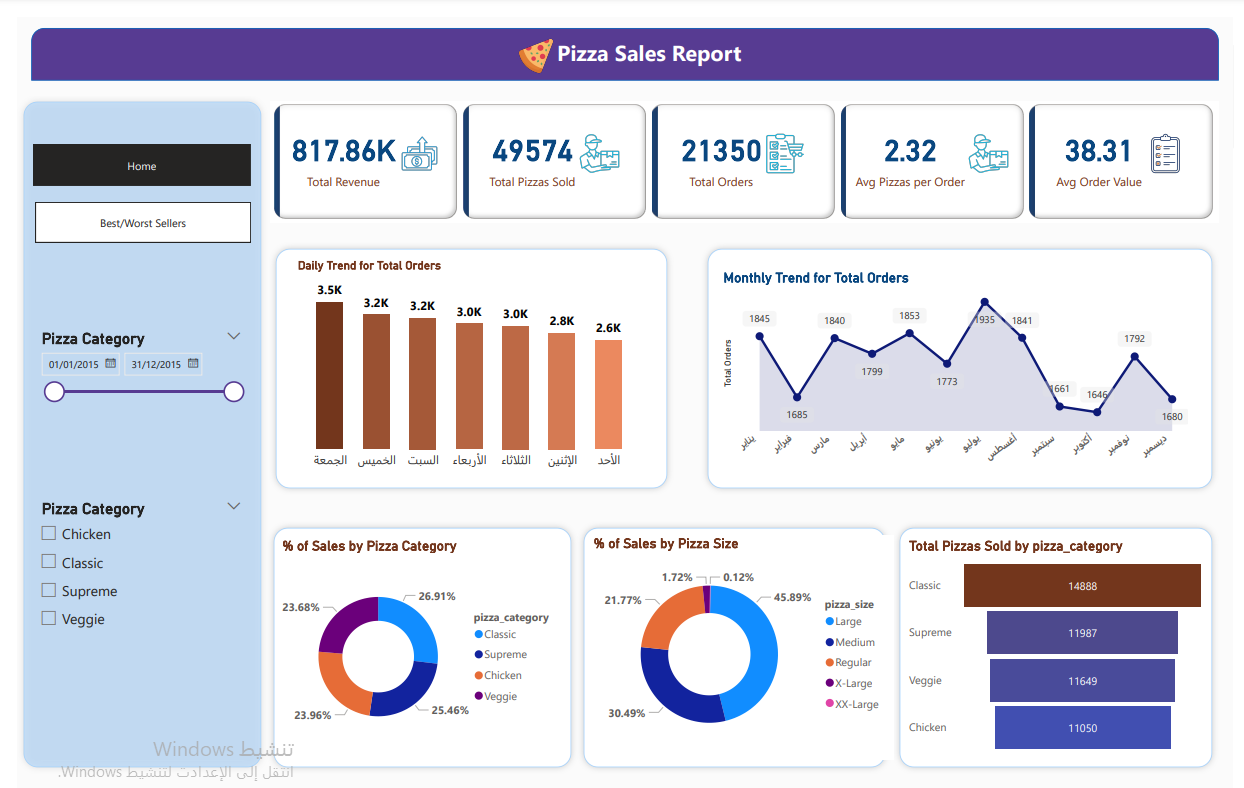 Pizza Sales Report
Home
Best/Worst Sellers
Pizza Category
01/01/2015
31/12/2015
Pizza Category
Chicken
Classic
Supreme
Veggie
817.86K
Total Revenue
49574
Total Pizzas Sold
21350
Total Orders
2.32
Avg Pizzas per Order
38.31
Avg Order Value
Daily Trend for Total Orders
3.5K
3.2K
3.2K
3.0K
3.0K
2.8K
2.6K
الجمعة
الخميس
السبت
الأربعاء
الثلاثاء
الإثنين
الأحد
Monthly Trend for Total Orders
Total Orders
1845
1685
1840
1799
1853
1773
1935
1841
1661
1646
1792
1680
يناير
فبراير
مارس
أبريل
مايو
يونيو
يوليو
أغسطس
سبتمبر
أكتوبر
نوفمبر
ديسمبر
% of Sales by Pizza Category
26.91%
25.46%
23.96%
23.68%
pizza_category
Classic
Supreme
Chicken
Veggie
% of Sales by Pizza Size
1.72%
0.12%
45.89%
30.49%
21.77%
pizza_size
Large
Medium
Regular
X-Large
XX-Large
Total Pizzas Sold by pizza_category
Classic
14888
Supreme
11987
Veggie
11649
Chicken
11050
تنشيط Windows
انتقل إلى الإعدادت لتنشيط Windows.